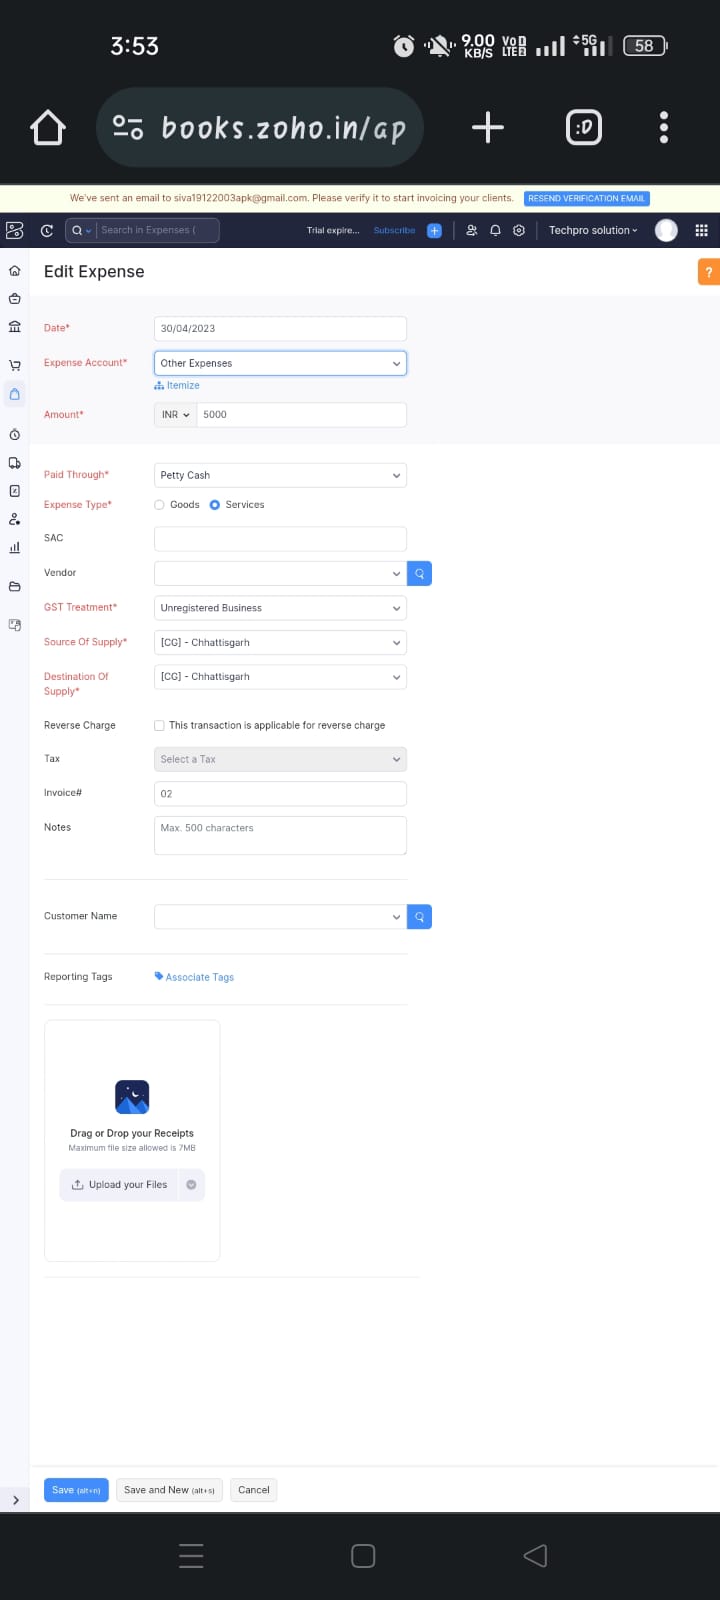 3:53
9.00 KB/S
Vo LTE2
5G
58
books.zoho.in/ap
:D
We've sent an email to siva19122003apk@gmail.com. Please verify it to start invoicing your clients.
RESEND VERIFICATION EMAIL
Search in Expenses (
Trial expire...
Subscribe
Techpro solution
Edit Expense
?
Date*
30/04/2023
Expense Account*
Other Expenses
Itemize
Amount*
INR
5000
Paid Through*
Petty Cash
Expense Type*
Goods
Services
SAC
Vendor
GST Treatment*
Unregistered Business
Source Of Supply*
[CG] - Chhattisgarh
Destination Of
Supply*
[CG] - Chhattisgarh
Reverse Charge
This transaction is applicable for reverse charge
Tax
Select a Tax
Invoice#
02
Notes
Max. 500 characters
Customer Name
Reporting Tags
Associate Tags
Drag or Drop your Receipts
Maximum file size allowed is 7MB
Upload your Files
Save (alt+n)
Save and New (alt+s)
Cancel